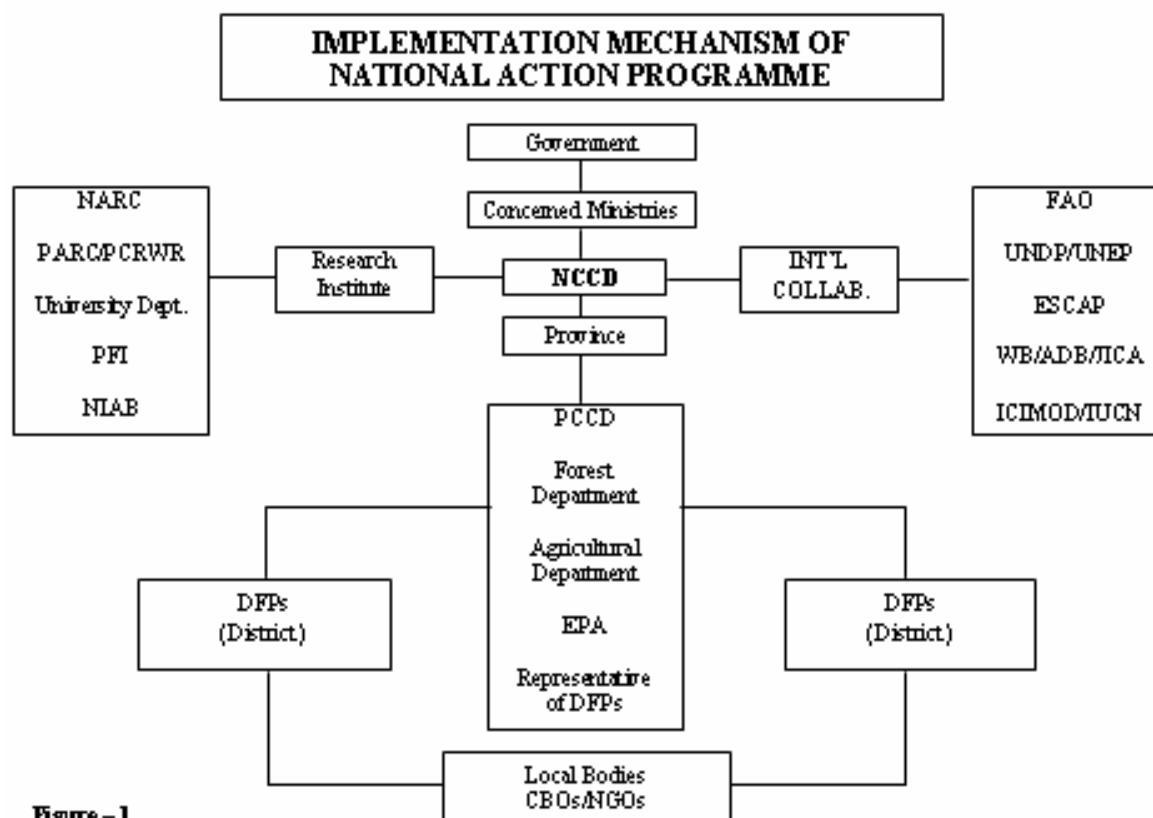 IMPLEMENTATION MECHANISM OF
NATIONAL ACTION PROGRAMME
Government
Concerned Ministries
NARC
PARC/PCRWR
University Dept.
PFI
NIAB
Research
Institute
NCCD
INT'L
COLLAB.
FAO
UNDP/UNEP
ESCAP
WB/ADB/JICA
ICIMOD/IUCN
Province
PCCD
Forest
Department
Agricultural
Department
EPA
Representative
of DFPs
DFPs
(District)
DFPs
(District)
Local Bodies
CBOs/NGOs
Figure – 1